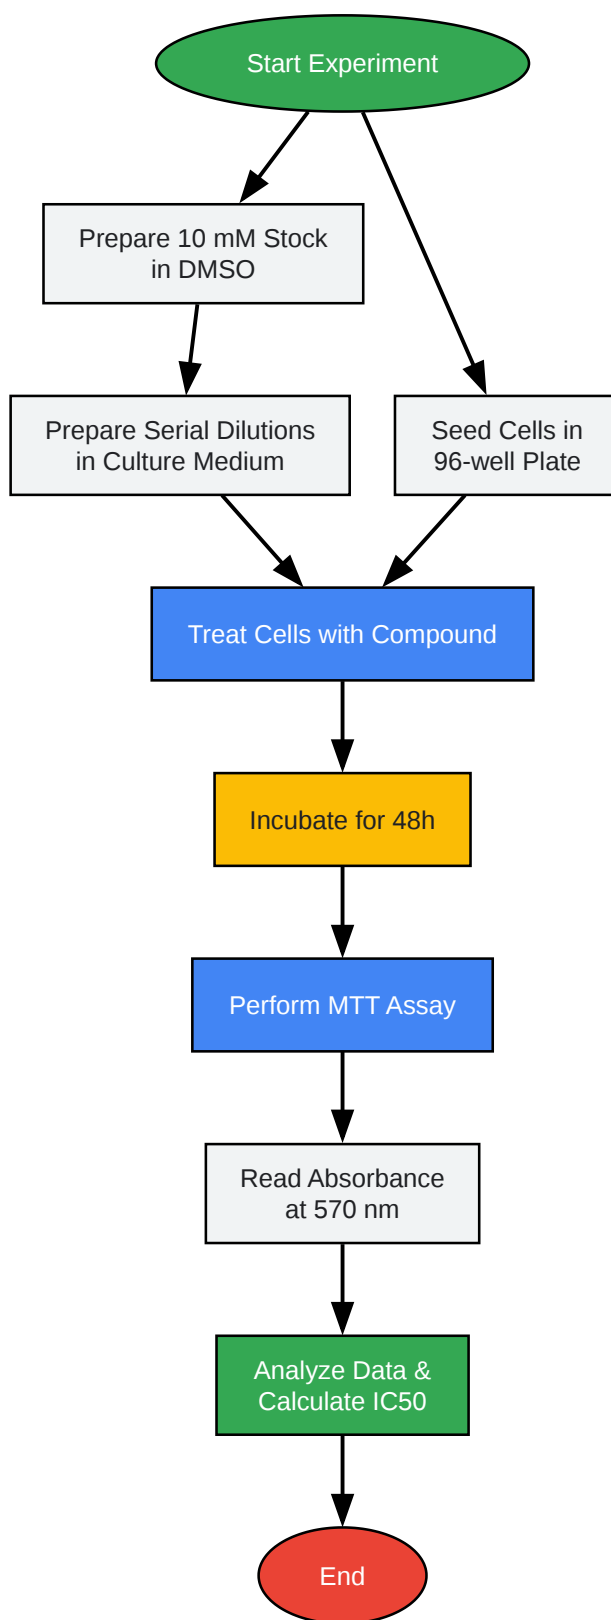 Start Experiment
Prepare 10 mM Stock
in DMSO
Prepare Serial Dilutions
in Culture Medium
Seed Cells in
96-well Plate
Treat Cells with Compound
Incubate for 48h
Perform MTT Assay
Read Absorbance
at 570 nm
Analyze Data &
Calculate IC50
End